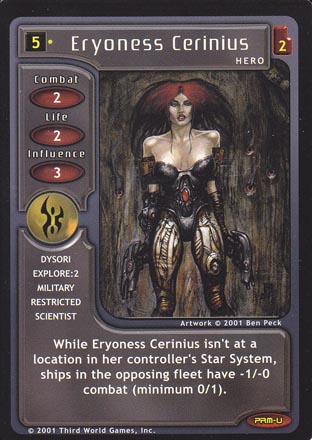 5 Eryoness Cerinius 2
HERO
Combat
2
Life
2
Influence
3
DYSORI
EXPLORE:2
MILITARY
RESTRICTED
SCIENTIST
Artwork © 2001 Ben Peck
While Eryoness Cerinius isn't at a
location in her controller's Star System,
ships in the opposing fleet have -1/-0
combat (minimum 0/1).
© 2001 Third World Games, Inc.
PRM-U